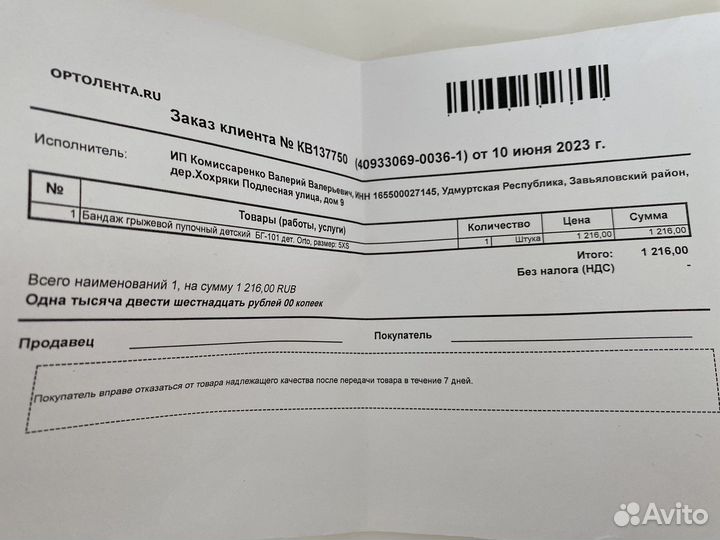 ОРТОЛЕНТА.RU
Заказ клиента № КВ137750 (40933069-0036-1) от 10 июня 2023 г.
Исполнитель: ИП Комиссаренко Валерий Валерьевич, ИНН 165500027145, Удмуртская Республика, Завьяловский район,
дер.Хохряки Подлесная улица, дом 9
№ Товары (работы, услуги) Количество Цена Сумма
1 Бандаж грыжевой пупочный детский БГ-101 дет. Orto, размер: 5XS 1 Штука 1 216,00 1 216,00
Итого: 1 216,00
Без налога (НДС) -
Всего наименований 1, на сумму 1 216,00 RUB
Одна тысяча двести шестнадцать рублей 00 копеек
Продавец Покупатель
Покупатель вправе отказаться от товара надлежащего качества после передачи товара в течение 7 дней.
Avito